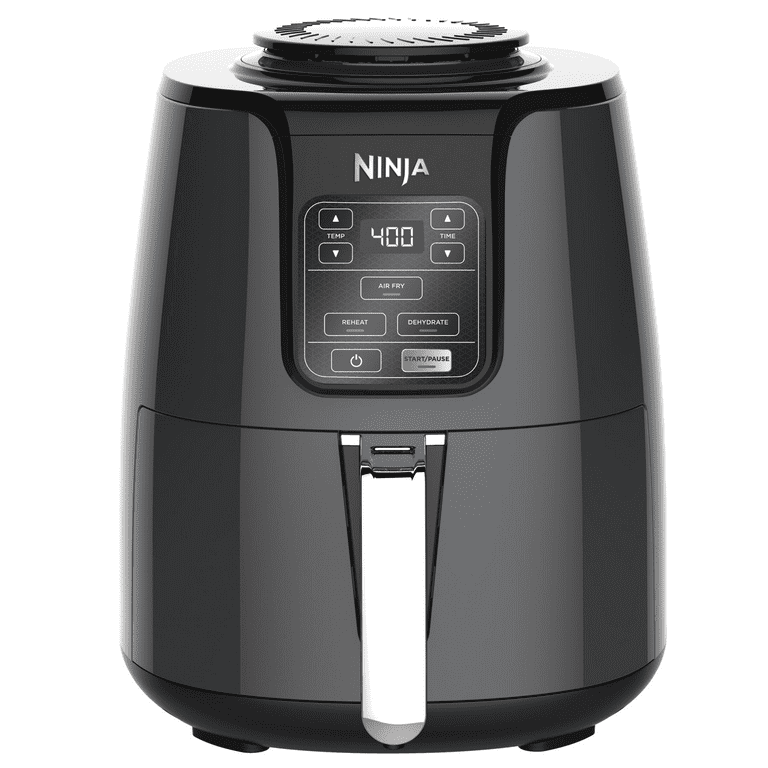 NINJA
TEMP 400 TIME
AIR FRY
REHEAT DEHYDRATE
START/PAUSE